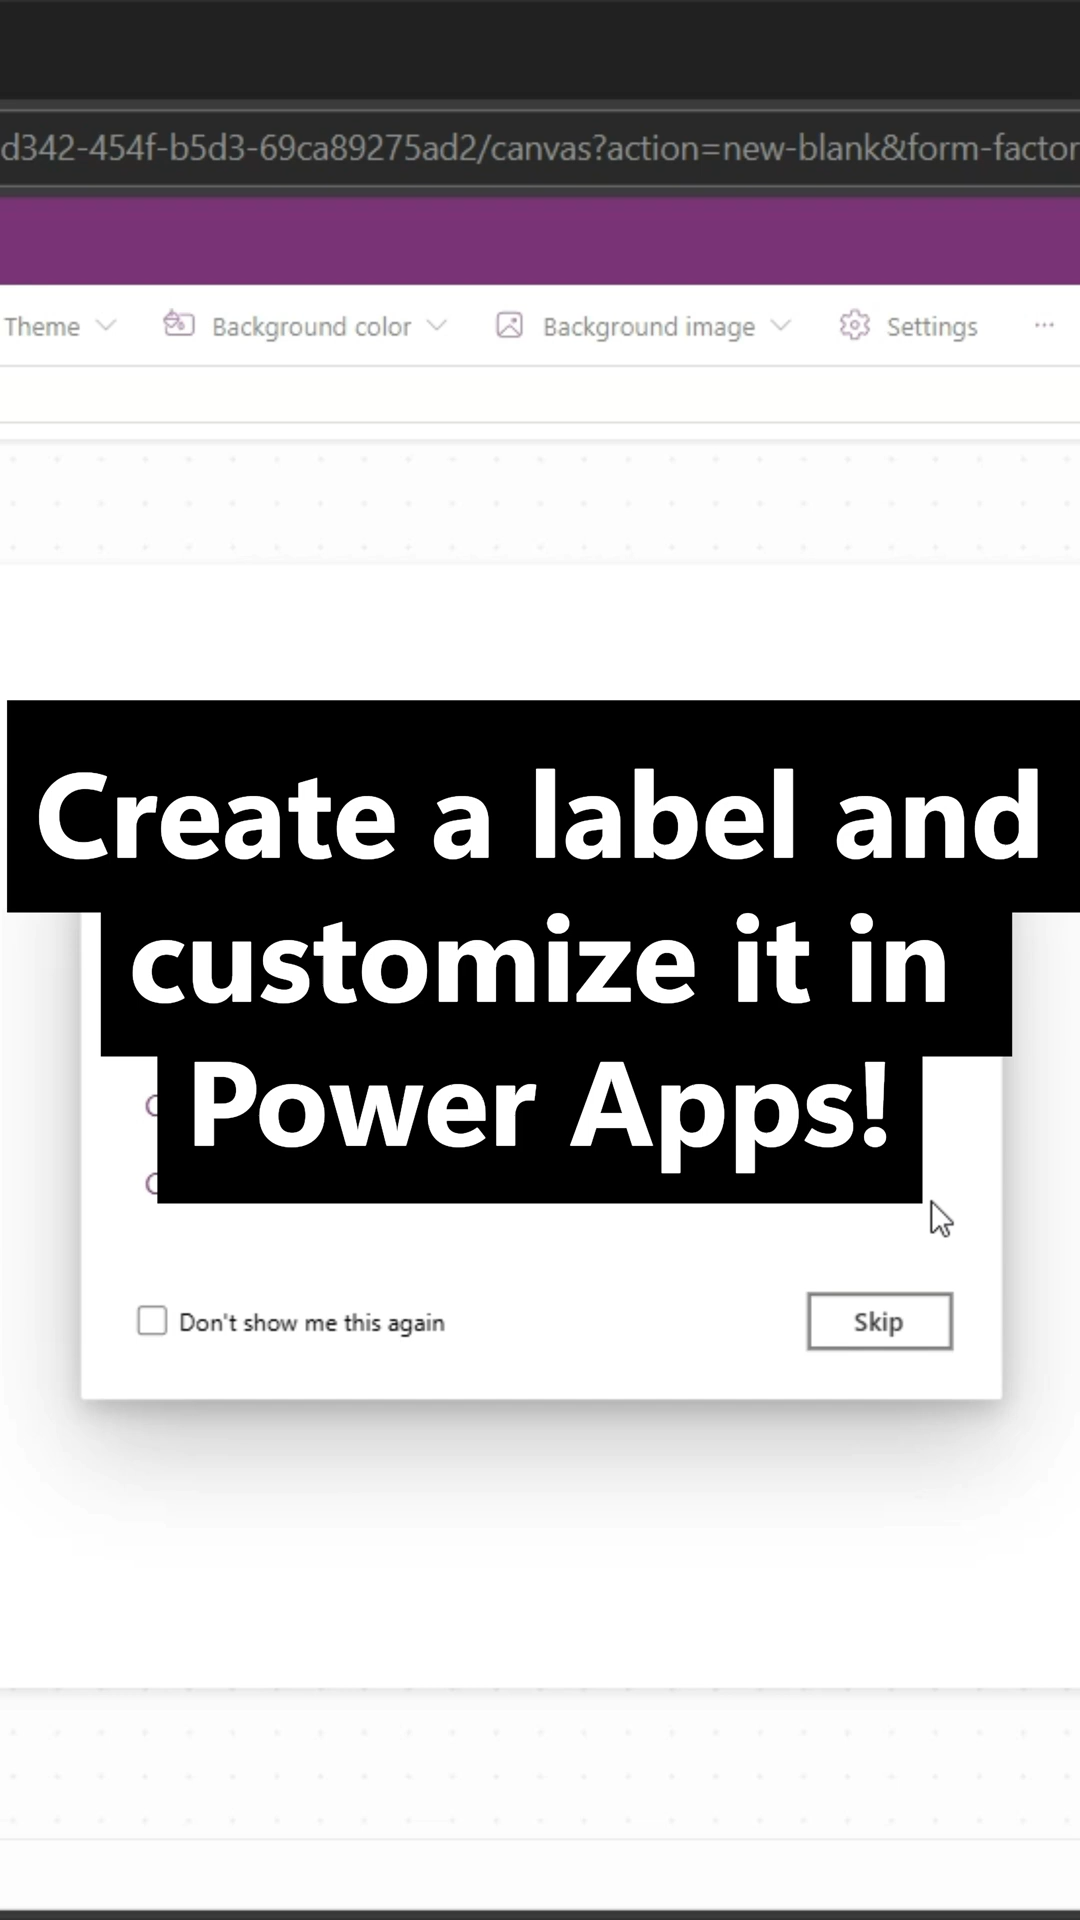 d342-454f-b5d3-69ca89275ad2/canvas?action=new-blank&form-factor
Theme Background color Background image Settings ...
Create a label and
customize it in
Power Apps!
Don't show me this again Skip